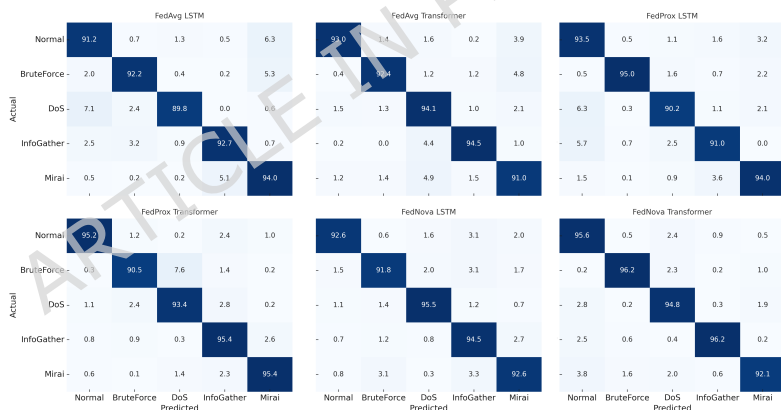 FedAvg LSTM FedAvg Transformer FedProx LSTM
Normal 91.2 0.7 1.3 0.5 6.3 93.0 1.4 1.6 0.2 3.9 93.5 0.5 1.1 1.6 3.2
BruteForce 2.0 92.2 0.4 0.2 5.3 0.4 92.4 1.2 1.2 4.8 0.5 95.0 1.6 0.7 2.2
Actual
DoS 7.1 2.4 89.8 0.0 1.5 1.3 94.1 1.0 2.1 6.3 0.3 90.2 1.1 2.1
InfoGather 2.5 3.2 0.9 92.7 0.7 0.2 0.0 4.4 94.5 1.0 5.7 0.7 2.5 91.0 0.0
Mirai 0.5 0.2 0.2 5.1 94.0 1.2 1.4 4.9 1.5 91.0 1.5 0.1 0.9 3.6 94.0
FedProx Transformer FedNova LSTM FedNova Transformer
Normal 95.2 1.2 0.2 2.4 1.0 92.6 0.6 1.6 3.1 2.0 95.6 0.5 2.4 0.9 0.5
BruteForce 0.3 90.5 7.6 1.4 0.2 1.5 91.8 2.0 3.1 1.7 0.2 96.2 2.3 0.2 1.0
Actual
DoS 1.1 2.4 93.4 2.8 0.2 1.1 1.4 95.5 1.2 0.7 2.8 0.2 94.8 0.3 1.9
InfoGather 0.8 0.9 0.3 95.4 2.6 0.7 1.2 0.8 94.5 2.7 2.5 0.6 0.4 96.2 0.2
Mirai 0.6 0.1 1.4 2.3 95.4 0.8 3.1 0.3 3.3 92.6 3.8 1.6 2.0 0.6 92.1
Normal BruteForce DoS InfoGather Mirai Normal BruteForce DoS InfoGather Mirai Normal BruteForce DoS InfoGather Mirai
Predicted Predicted Predicted
ARTICLE IN